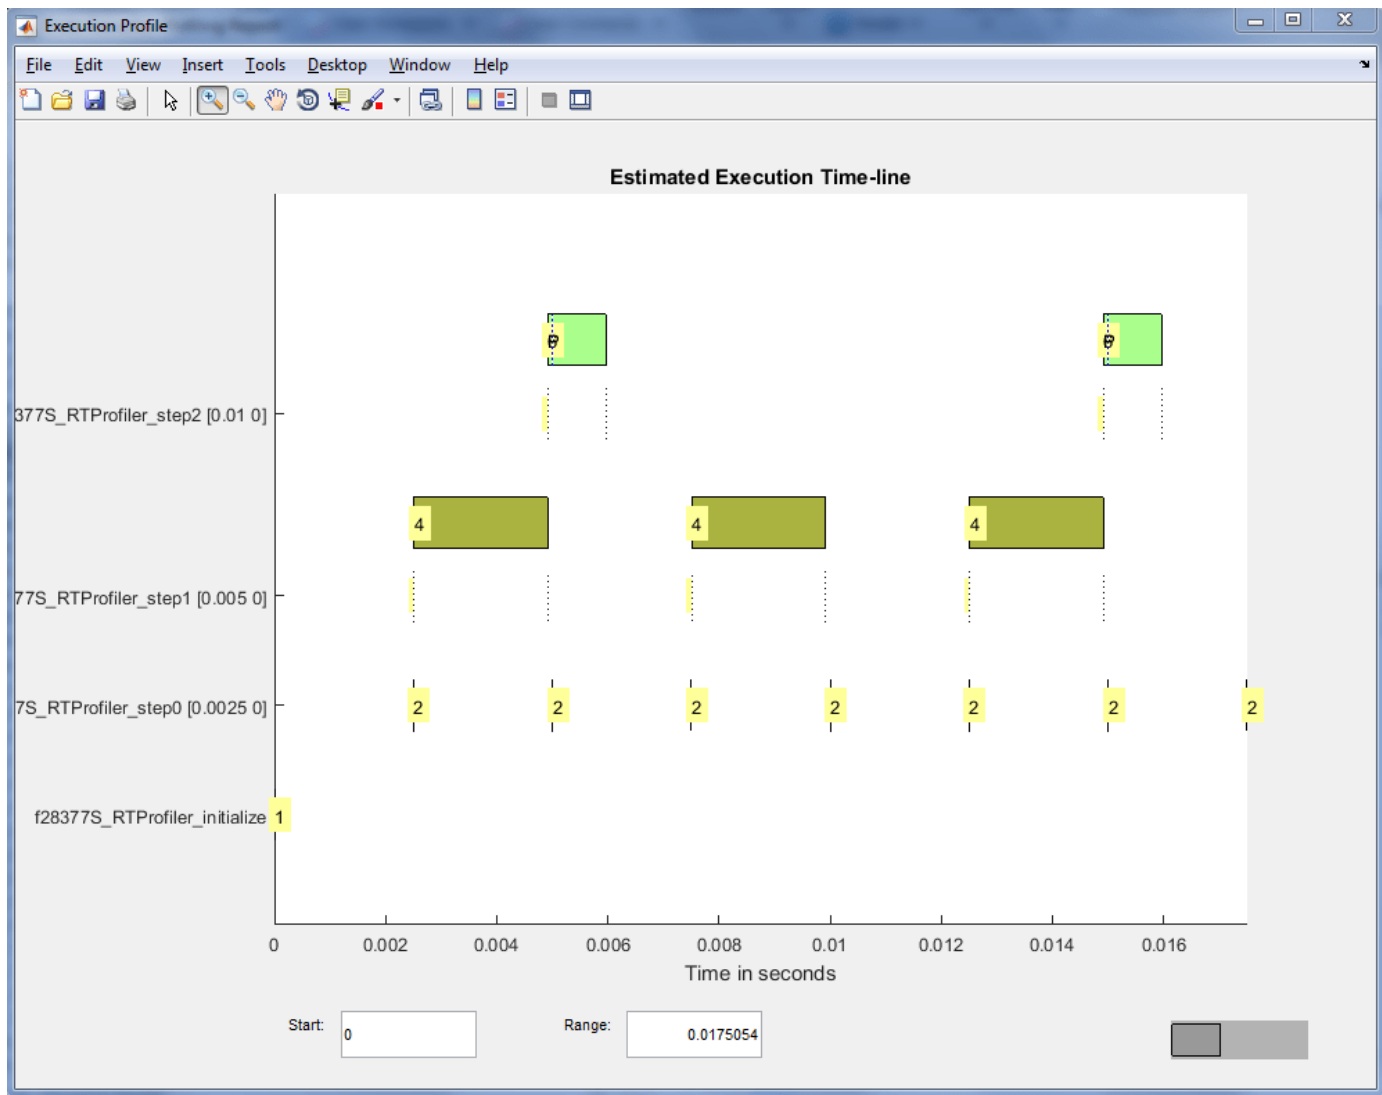 Execution Profile
File Edit View Insert Tools Desktop Window Help
Estimated Execution Time-line
377S_RTProfiler_step2 [0.01 0]
4 4 4
77S_RTProfiler_step1 [0.005 0]
7S_RTProfiler_step0 [0.0025 0] 2 2 2 2 2 2 2
f28377S_RTProfiler_initialize 1
0 0.002 0.004 0.006 0.008 0.01 0.012 0.014 0.016
Time in seconds
Start: 0 Range: 0.0175054